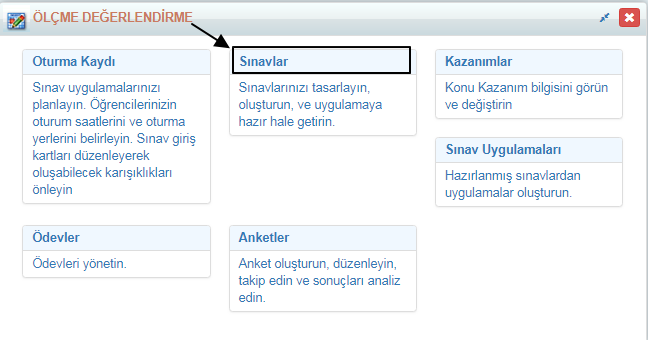 ÖLÇME DEĞERLENDİRME
Oturma Kaydı
Sınav uygulamalarınızı
planlayın. Öğrencilerinizin
oturum saatlerini ve oturma
yerlerini belirleyin. Sınav giriş
kartları düzenleyerek
oluşabilecek karışıklıkları
önleyin
Sınavlar
Sınavlarınızı tasarlayın,
oluşturun, ve uygulamaya
hazır hale getirin.
Kazanımlar
Konu Kazanım bilgisini görün
ve değiştirin
Sınav Uygulamaları
Hazırlanmış sınavlardan
uygulamalar oluşturun.
Ödevler
Ödevleri yönetin.
Anketler
Anket oluşturun, düzenleyin,
takip edin ve sonuçları analiz
edin.